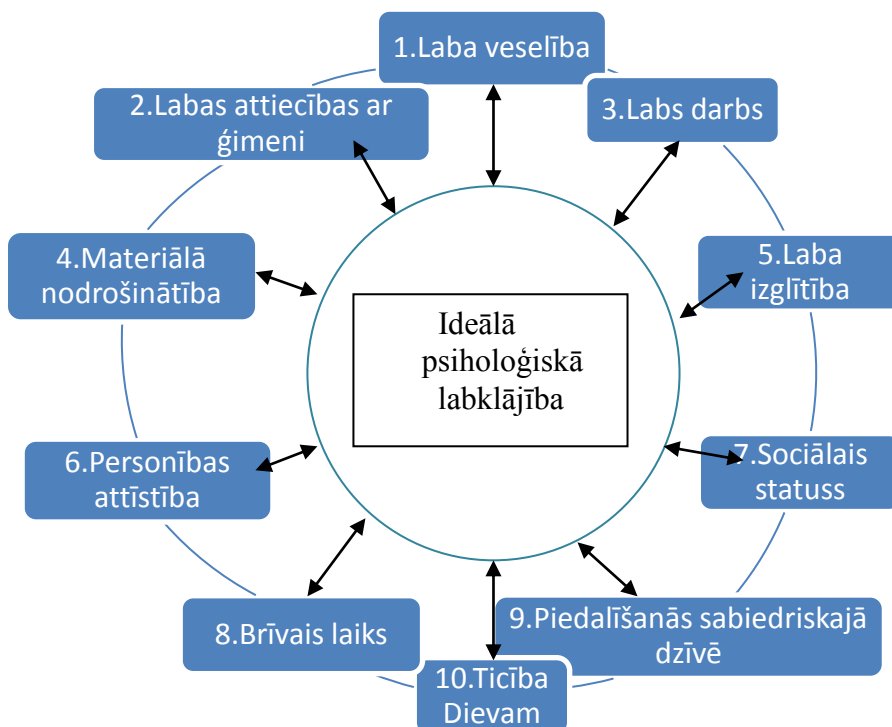 1.Laba veselība
2.Labas attiecības ar
ģimeni
3.Labs darbs
4.Materiālā
nodrošinātība
5.Laba
izglītība
Ideālā
psiholoģiskā
labklājība
6.Personības
attīstība
7.Sociālais
statuss
8.Brīvais laiks
9.Piedalīšanās sabiedriskajā
dzīvē
10.Ticība
Dievam